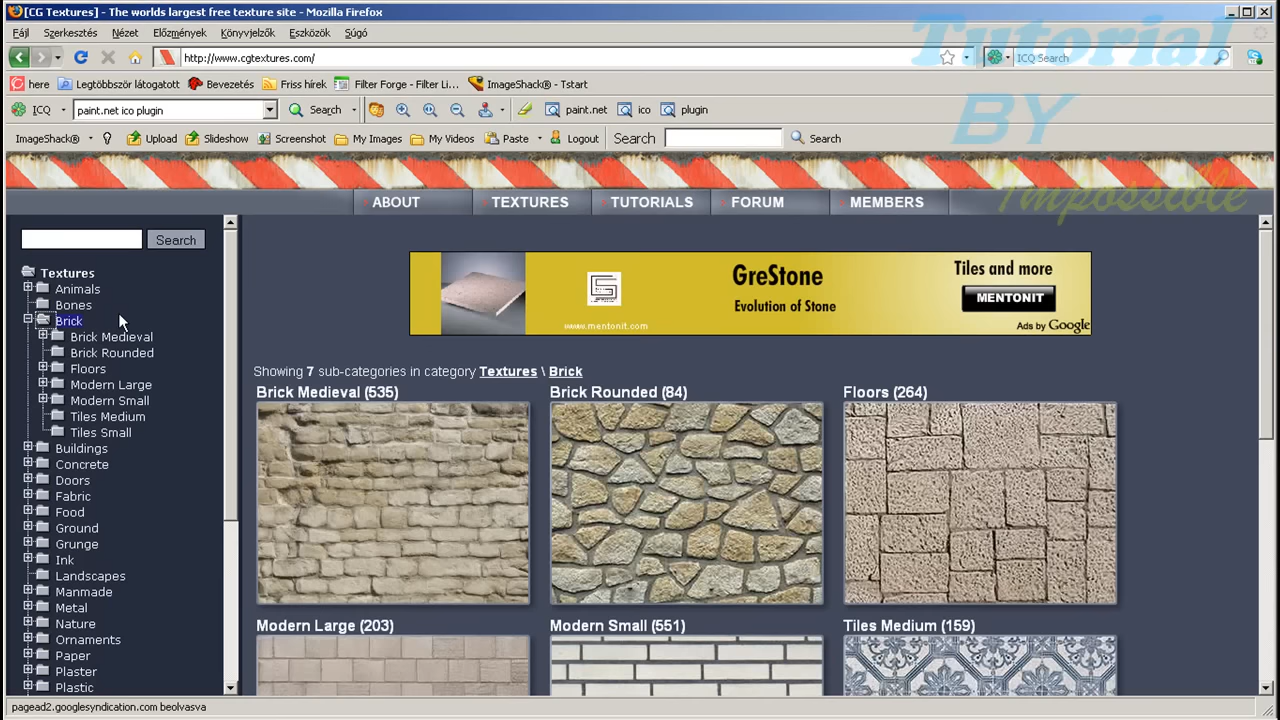 [CG Textures] - The worlds largest free texture site - Mozilla Firefox
Fájl Szerkesztés Nézet Előzmények Könyvjelzők Eszközök Súgó
http://www.cgtextures.com/ ICQ Search
here Legtöbbször látogatott Bevezetés Friss hírek Filter Forge - Filter Li... ImageShack® - Tstart
ICQ paint.net ico plugin Search paint.net ico plugin
ImageShack® Upload Slideshow Screenshot My Images My Videos Paste Logout Search Search
Tutorial
BY
Impossible
ABOUT TEXTURES TUTORIALS FORUM MEMBERS
Search
Textures
Animals
Bones
Brick
Brick Medieval
Brick Rounded
Floors
Modern Large
Modern Small
Tiles Medium
Tiles Small
Buildings
Concrete
Doors
Fabric
Food
Ground
Grunge
Ink
Landscapes
Manmade
Metal
Nature
Ornaments
Paper
Plaster
Plastic
GreStone
Evolution of Stone
www.mentonit.com
Tiles and more
MENTONIT
Ads by Google
Showing 7 sub-categories in category Textures \ Brick
Brick Medieval (535) Brick Rounded (84) Floors (264)
Modern Large (203) Modern Small (551) Tiles Medium (159)
pagead2.googlesyndication.com beolvasva